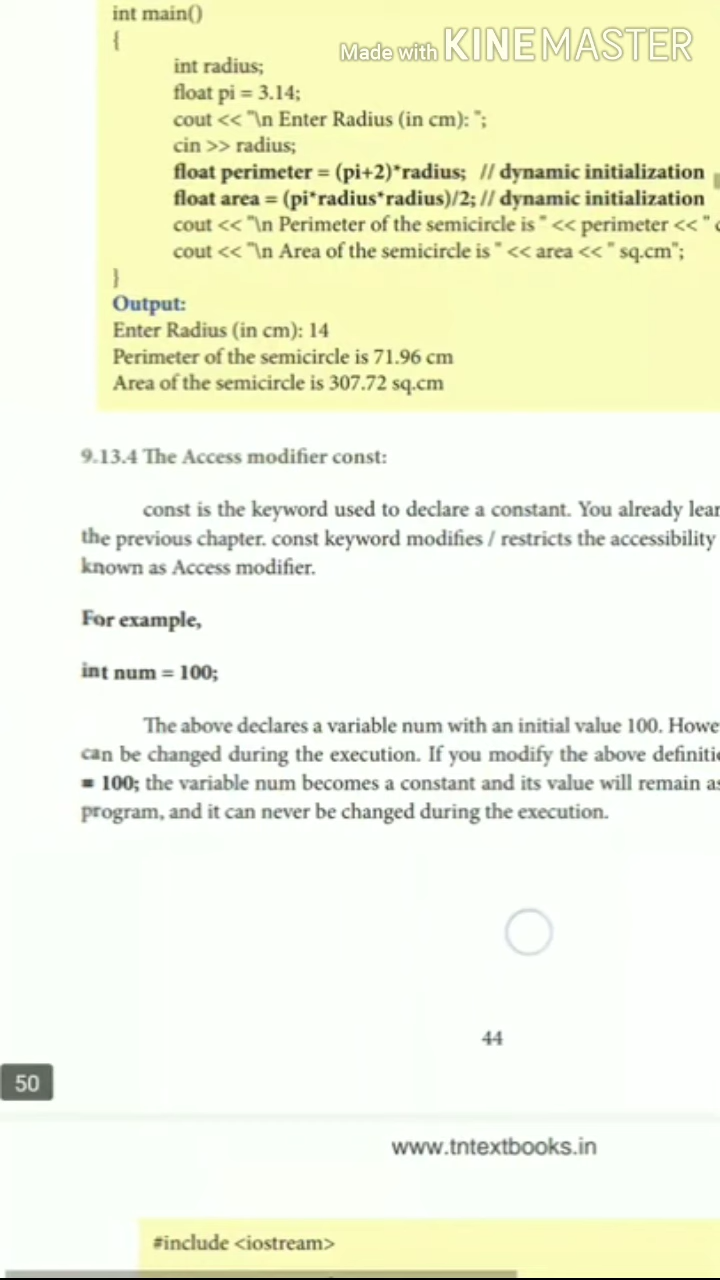 int main()
{
Made with KINEMASTER
int radius;
float pi = 3.14;
cout << "\n Enter Radius (in cm): ";
cin >> radius;
float perimeter = (pi+2)*radius; // dynamic initialization
float area = (pi*radius*radius)/2; // dynamic initialization
cout << "\n Perimeter of the semicircle is " << perimeter << "
cout << "\n Area of the semicircle is " << area << " sq.cm";
}
Output:
Enter Radius (in cm): 14
Perimeter of the semicircle is 71.96 cm
Area of the semicircle is 307.72 sq.cm
9.13.4 The Access modifier const:
const is the keyword used to declare a constant. You already lear
the previous chapter. const keyword modifies / restricts the accessibility
known as Access modifier.
For example,
int num = 100;
The above declares a variable num with an initial value 100. Howe
can be changed during the execution. If you modify the above definiti
= 100; the variable num becomes a constant and its value will remain as
program, and it can never be changed during the execution.
44
50
www.tntextbooks.in
#include <iostream>